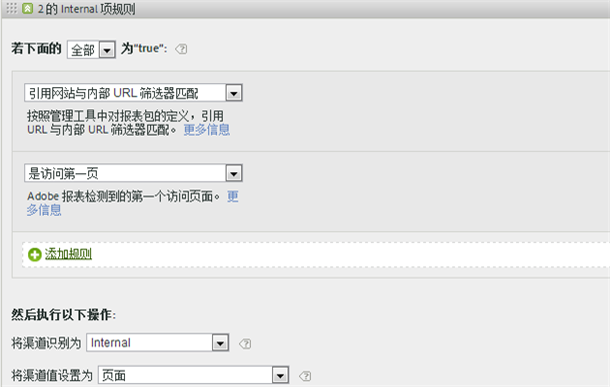 2 的 Internal 项规则
若下面的 全部 为"true":
引用网站与内部 URL 筛选器匹配
按照管理工具中对报表包的定义，引用
URL 与内部 URL 筛选器匹配。 更多信息
是访问第一页
Adobe 报表检测到的第一个访问页面。 更
多信息
添加规则
然后执行以下操作:
将渠道识别为 Internal
将渠道值设置为 页面